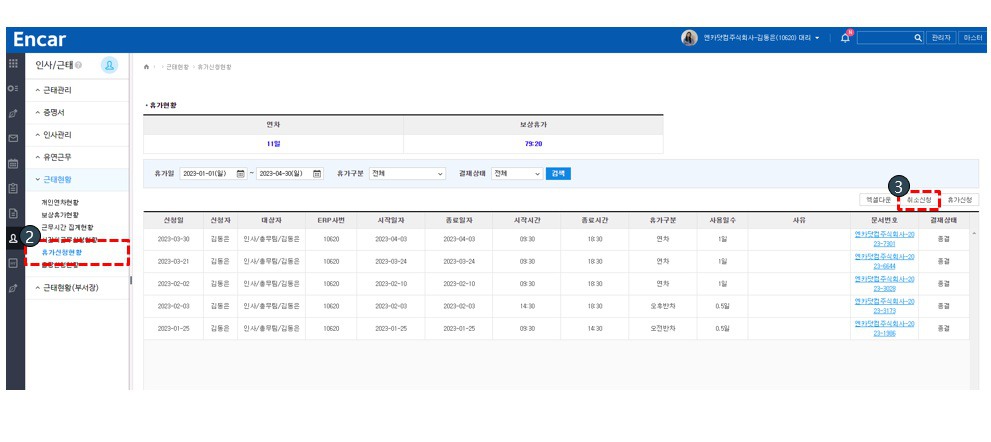 Encar
엔카닷컴주식회사-김동은(10620) 대리
N
관리자
마스터
인사/근태
근태현황
휴가신청현황
근태관리
증명서
인사관리
유연근무
근태현황
개인연차현황
보상휴가현황
근무시간 집계현황
2
휴가신청현황
근태현황(부서장)
휴가현황
연차 보상휴가
11일 79:20
휴가일 2023-01-01(일) ~ 2023-04-30(일) 휴가구분 전체 결재상태 전체 검색
3
엑셀다운 취소신청 휴가신청
신청일 신청자 대상자 ERP사번 시작일자 종료일자 시작시간 종료시간 휴가구분 사용일수 사유 문서번호 결재상태
2023-03-30 김동은 인사/총무팀/김동은 10620 2023-04-03 2023-04-03 09:30 18:30 연차 1일 엔카닷컴주식회사-20 종결
23-7301
2023-03-21 김동은 인사/총무팀/김동은 10620 2023-03-24 2023-03-24 09:30 18:30 연차 1일 엔카닷컴주식회사-20 종결
23-6644
2023-02-02 김동은 인사/총무팀/김동은 10620 2023-02-10 2023-02-10 09:30 18:30 연차 1일 엔카닷컴주식회사-20 종결
23-3029
2023-02-03 김동은 인사/총무팀/김동은 10620 2023-02-03 2023-02-03 14:30 18:30 오후반차 0.5일 엔카닷컴주식회사-20 종결
23-3173
2023-01-25 김동은 인사/총무팀/김동은 10620 2023-01-25 2023-01-25 09:30 14:30 오전반차 0.5일 엔카닷컴주식회사-20 종결
23-1986